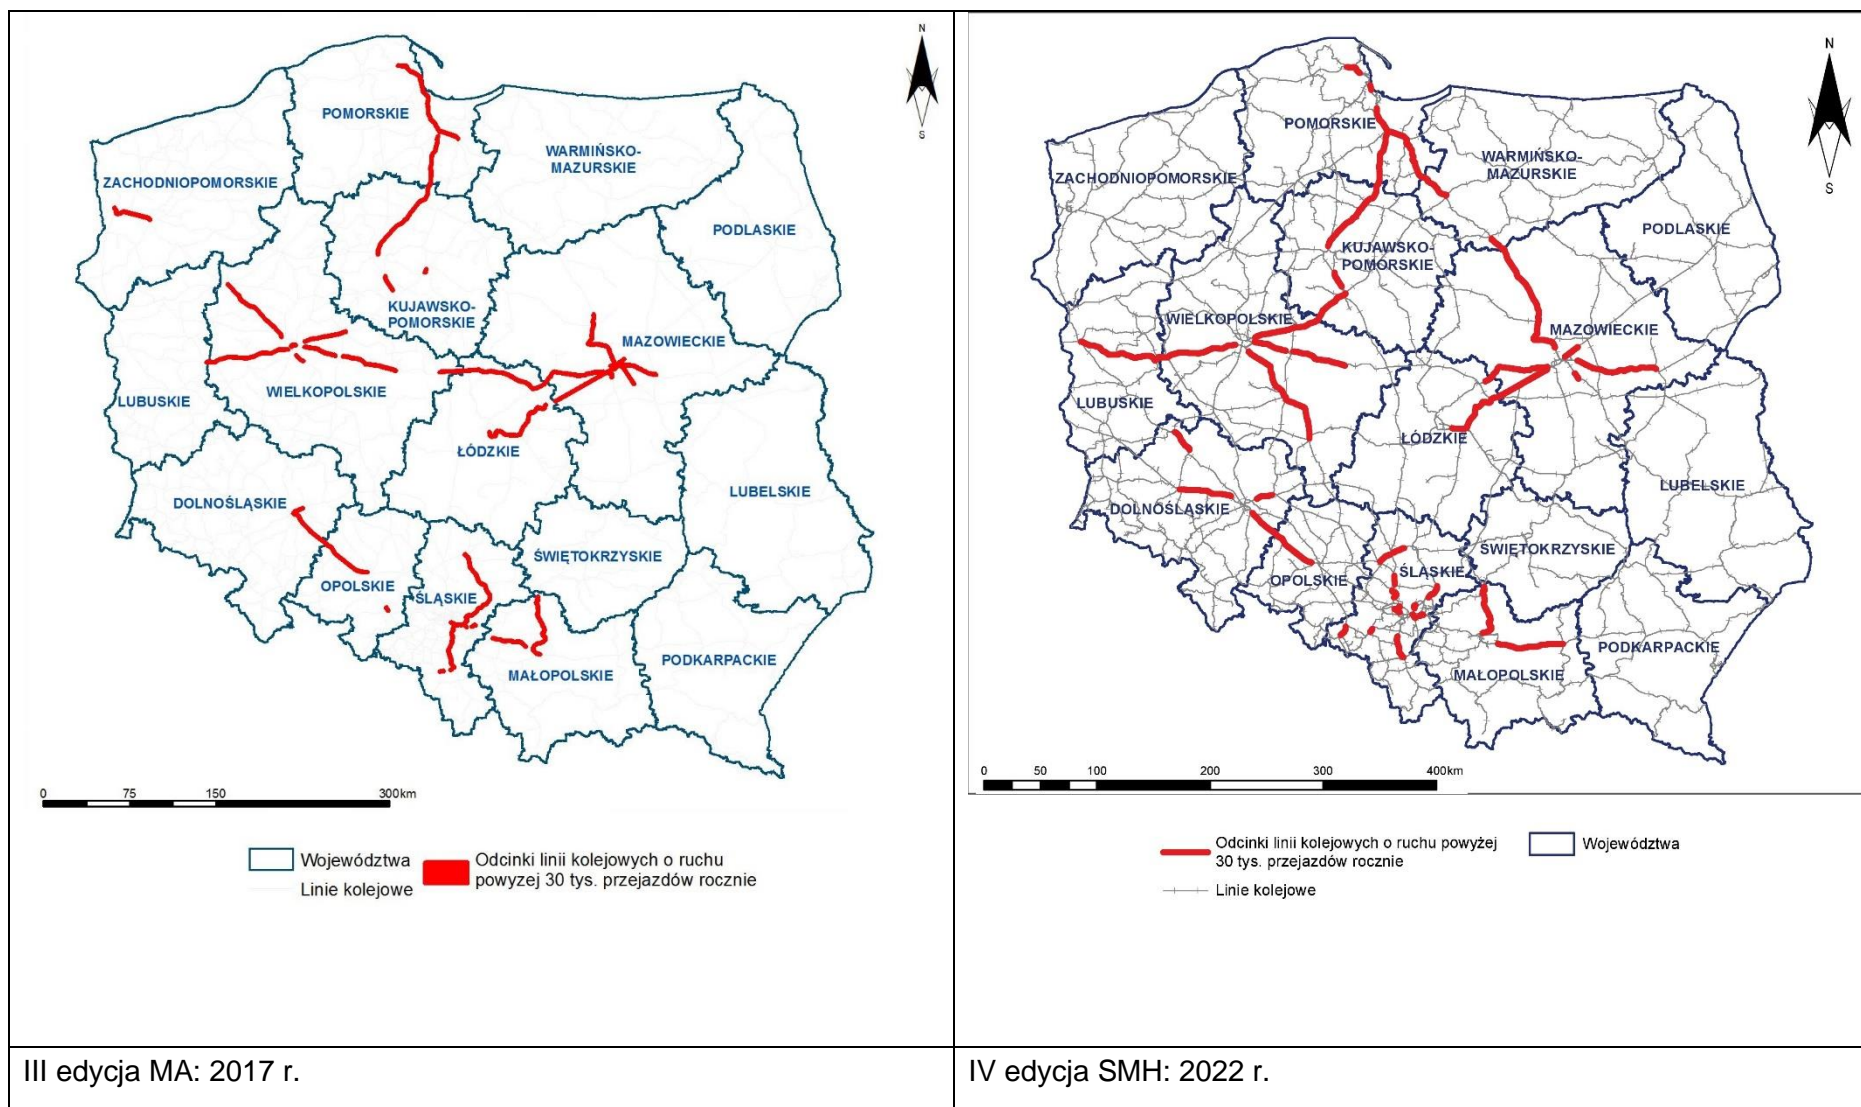 N
S
POMORSKIE
WARMIŃSKO-
MAZURSKIE
ZACHODNIOPOMORSKIE
PODLASKIE
KUJAWSKO-
POMORSKIE
MAZOWIECKIE
WIELKOPOLSKIE
LUBUSKIE
ŁÓDZKIE
LUBELSKIE
DOLNOŚLĄSKIE
ŚWIĘTOKRZYSKIE
OPOLSKIE
ŚLĄSKIE
PODKARPACKIE
MAŁOPOLSKIE
0 75 150 300km
Województwa
Linie kolejowe
Odcinki linii kolejowych o ruchu
powyzej 30 tys. przejazdów rocznie
III edycja MA: 2017 r.
N
S
POMORSKIE
WARMIŃSKO-
MAZURSKIE
ZACHODNIOPOMORSKIE
PODLASKIE
KUJAWSKO-
POMORSKIE
WIELKOPOLSKIE
MAZOWIECKIE
LUBUSKIE
ŁÓDZKIE
LUBELSKIE
DOLNOŚLĄSKIE
ŚWIĘTOKRZYSKIE
OPOLSKIE
ŚLĄSKIE
PODKARPACKIE
MAŁOPOLSKIE
0 50 100 200 300 400km
Odcinki linii kolejowych o ruchu powyżej
30 tys. przejazdów rocznie
Linie kolejowe
Województwa
IV edycja SMH: 2022 r.